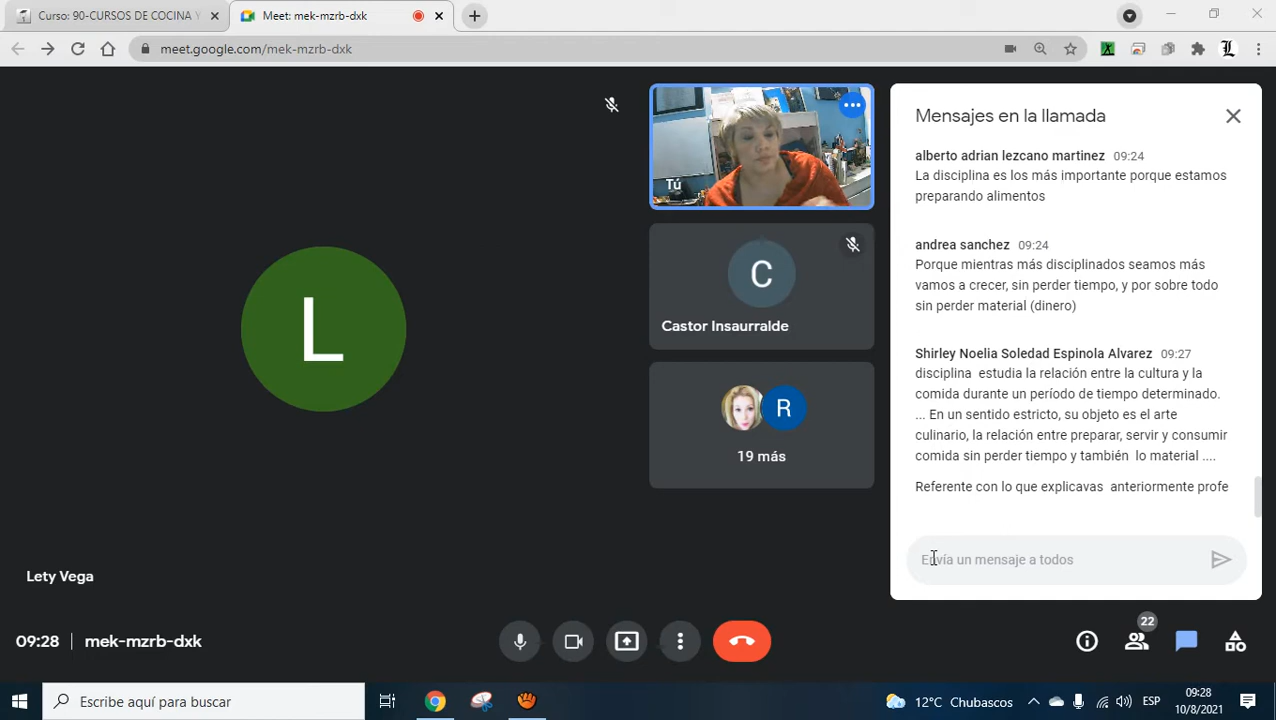 Curso: 90-CURSOS DE COCINA Y
Meet: mek-mzrb-dxk
meet.google.com/mek-mzrb-dxk
L
Lety Vega
Tú
C
Castor Insaurralde
R
19 más
Mensajes en la llamada
alberto adrian lezcano martinez 09:24
La disciplina es los más importante porque estamos
preparando alimentos
andrea sanchez 09:24
Porque mientras más disciplinados seamos más
vamos a crecer, sin perder tiempo, y por sobre todo
sin perder material (dinero)
Shirley Noelia Soledad Espinola Alvarez 09:27
disciplina estudia la relación entre la cultura y la
comida durante un período de tiempo determinado.
... En un sentido estricto, su objeto es el arte
culinario, la relación entre preparar, servir y consumir
comida sin perder tiempo y también lo material ....
Referente con lo que explicavas anteriormente profe
Envía un mensaje a todos
09:28 | mek-mzrb-dxk
22
Escribe aquí para buscar
12°C Chubascos
ESP
09:28
10/8/2021